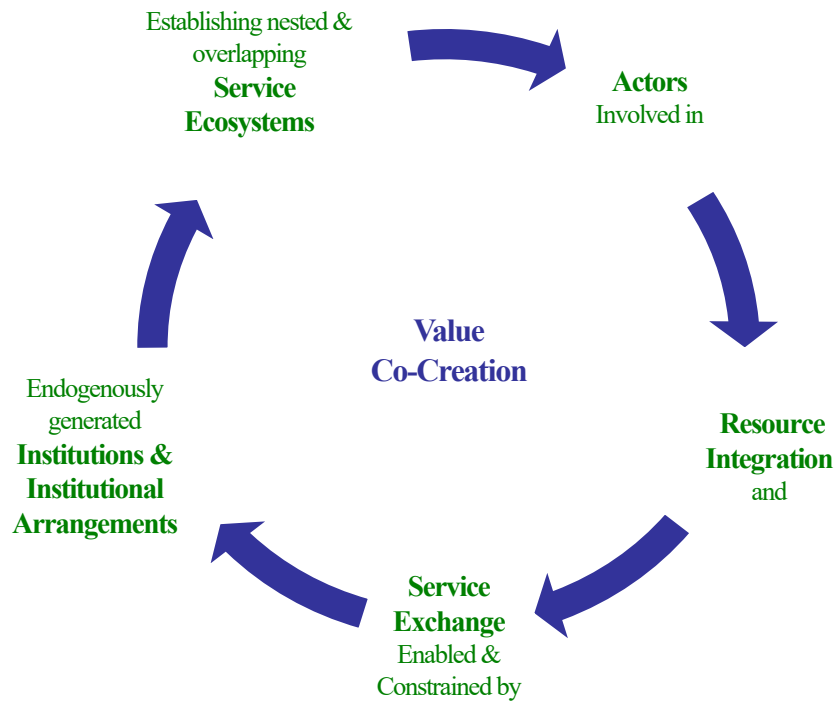 Establishing nested &
overlapping
Service
Ecosystems
Actors
Involved in
Value
Co-Creation
Resource
Integration
and
Service
Exchange
Enabled &
Constrained by
Endogenously
generated
Institutions &
Institutional
Arrangements